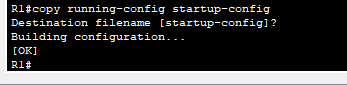 R1#copy running-config startup-config
Destination filename [startup-config]?
Building configuration...
[OK]
R1#